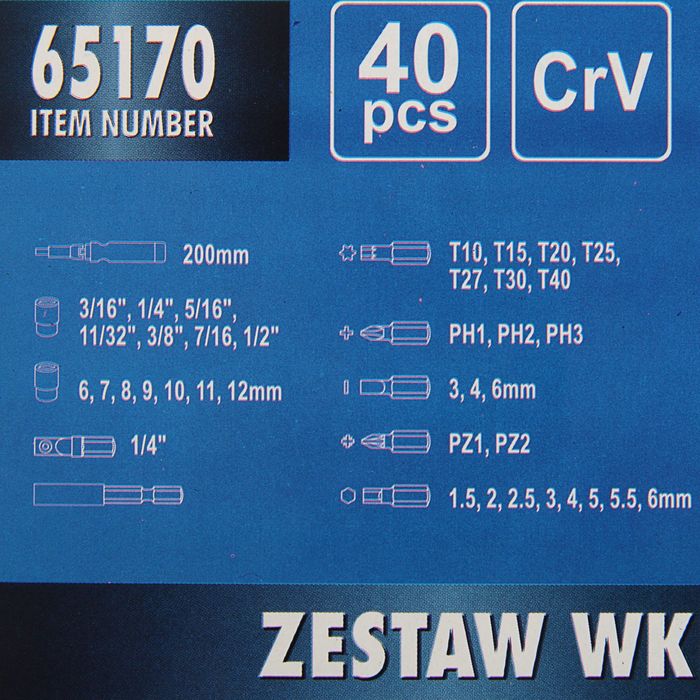 65170
ITEM NUMBER
40
pcs
CrV
200mm
3/16", 1/4", 5/16",
11/32", 3/8", 7/16, 1/2"
6, 7, 8, 9, 10, 11, 12mm
1/4"
T10, T15, T20, T25,
T27, T30, T40
PH1, PH2, PH3
3, 4, 6mm
PZ1, PZ2
1.5, 2, 2.5, 3, 4, 5, 5.5, 6mm
ZESTAW WK